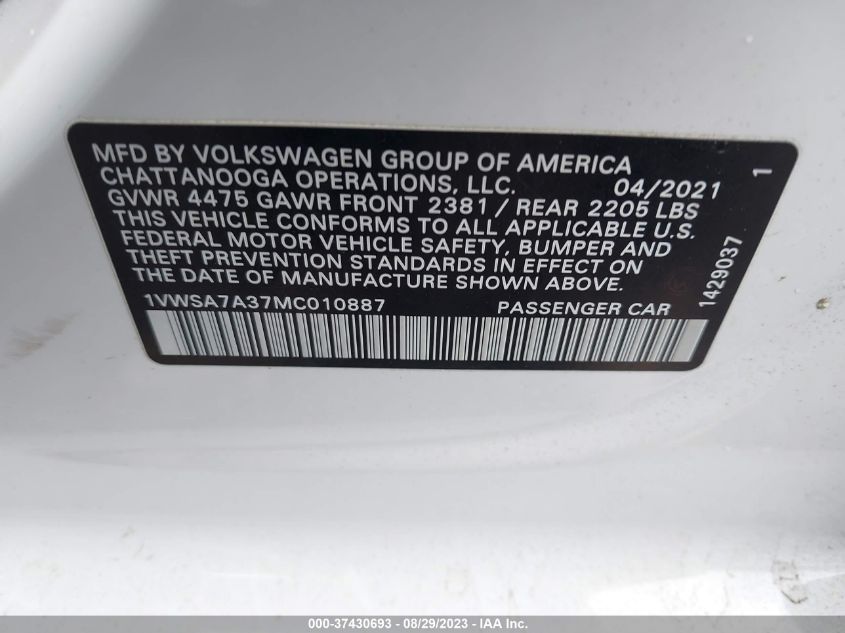 MFD BY VOLKSWAGEN GROUP OF AMERICA
CHATTANOOGA OPERATIONS, LLC. 04/2021
GVWR 4475 GAWR FRONT 2381 / REAR 2205 LBS
THIS VEHICLE CONFORMS TO ALL APPLICABLE U.S.
FEDERAL MOTOR VEHICLE SAFETY, BUMPER AND
THEFT PREVENTION STANDARDS IN EFFECT ON
THE DATE OF MANUFACTURE SHOWN ABOVE.
1VWSA7A37MC010887 PASSENGER CAR
1429037 1
000-37430693 - 08/29/2023 - IAA Inc.